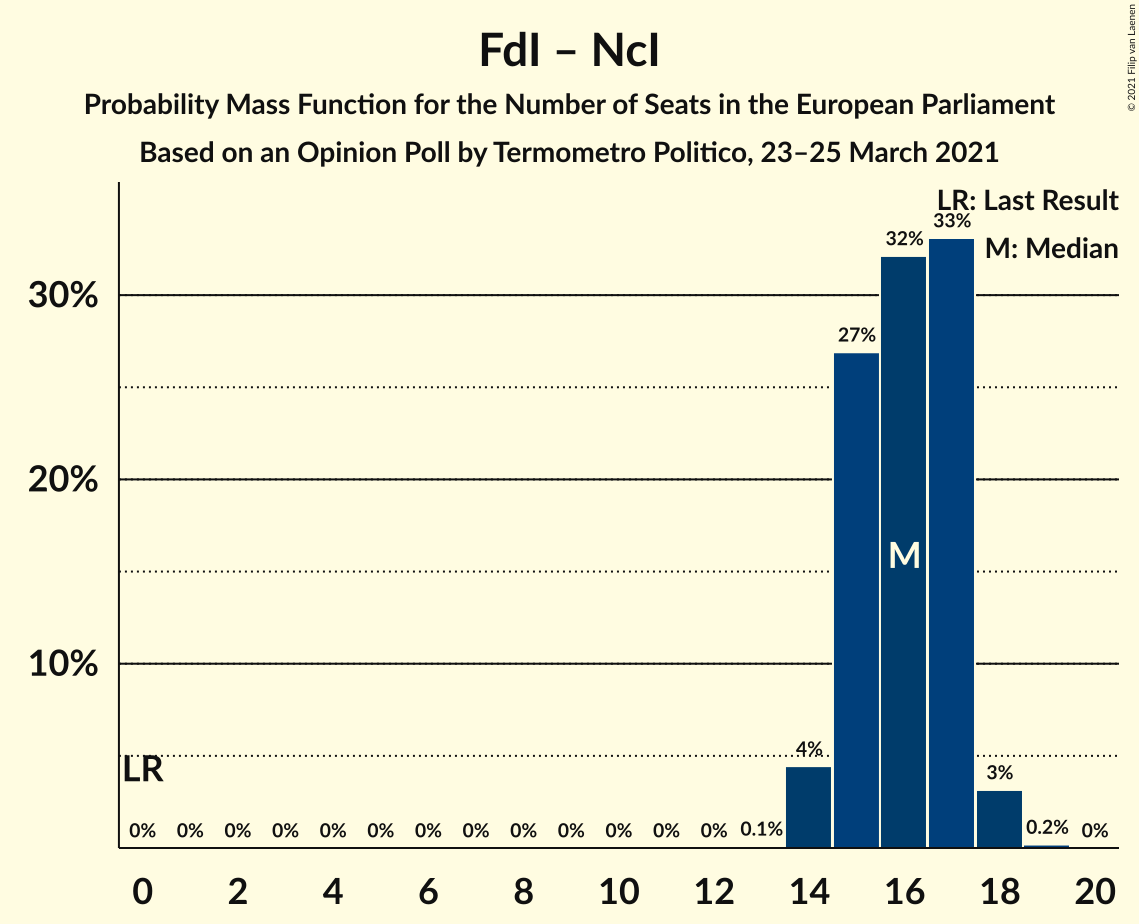 FdI – NcI
Probability Mass Function for the Number of Seats in the European Parliament
Based on an Opinion Poll by Termometro Politico, 23–25 March 2021
© 2021 Filip van Laenen
LR: Last Result
M: Median
30%
20%
10%
LR
M
0% 0% 0% 0% 0% 0% 0% 0% 0% 0% 0% 0% 0% 0.1% 4% 27% 32% 33% 3% 0.2% 0%
0 2 4 6 8 10 12 14 16 18 20